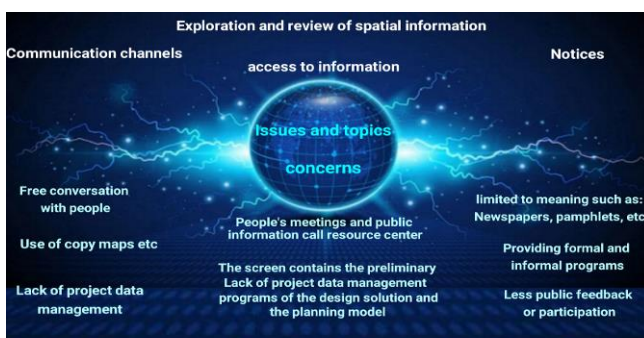 Exploration and review of spatial information
Communication channels
Notices
access to information
Issues and topics
concerns
Free conversation
with people
Use of copy maps etc
Lack of project data
management
People's meetings and public
information call resource center
The screen contains the preliminary
Lack of project data management
programs of the design solution and
the planning model
limited to meaning such as:
Newspapers, pamphlets, etc
Providing formal and
informal programs
Less public feedback
or participation